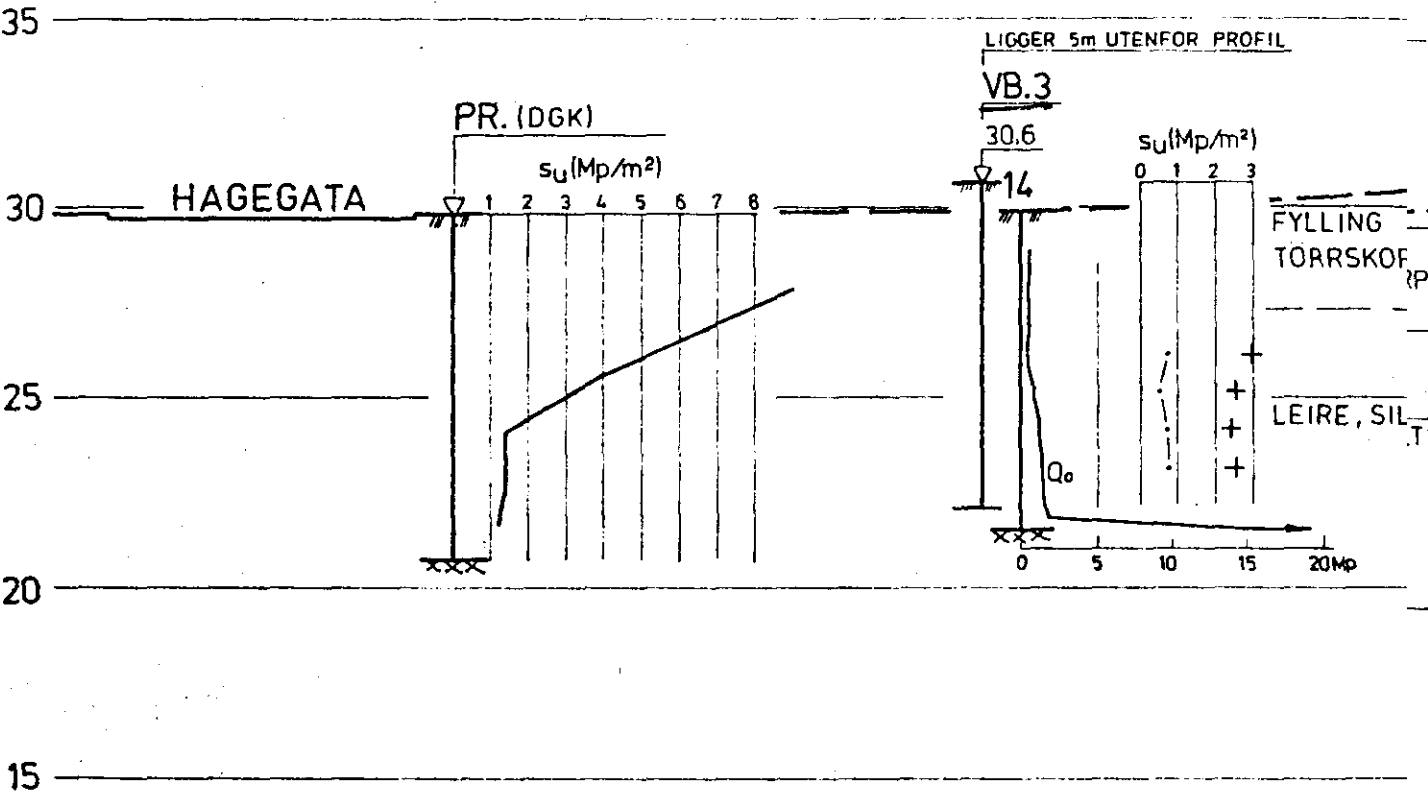 35
LIGGER 5m UTENFOR PROFIL
VB.3
PR. (DGK)
30.6
su(Mp/m²)
0 1 2 3
su(Mp/m²)
14
30 HAGEGATA
1 2 3 4 5 6 7 8
FYLLING
TÖRRSKOR
25
LEIRE, SILT
Qo
0 5 10 15 20Mp
20
15